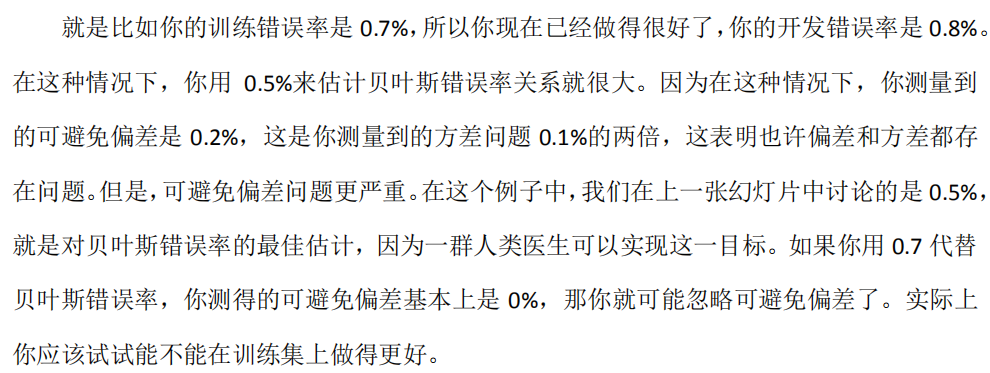 就是比如你的训练错误率是 0.7%，所以你现在已经做得很好了，你的开发错误率是 0.8%。
在这种情况下，你用 0.5%来估计贝叶斯错误率关系就很大。因为在这种情况下，你测量到
的可避免偏差是 0.2%，这是你测量到的方差问题 0.1%的两倍，这表明也许偏差和方差都存
在问题。但是，可避免偏差问题更严重。在这个例子中，我们在上一张幻灯片中讨论的是 0.5%，
就是对贝叶斯错误率的最佳估计，因为一群人类医生可以实现这一目标。如果你用 0.7 代替
贝叶斯错误率，你测得的可避免偏差基本上是 0%，那你就可能忽略可避免偏差了。实际上
你应该试试能不能在训练集上做得更好。